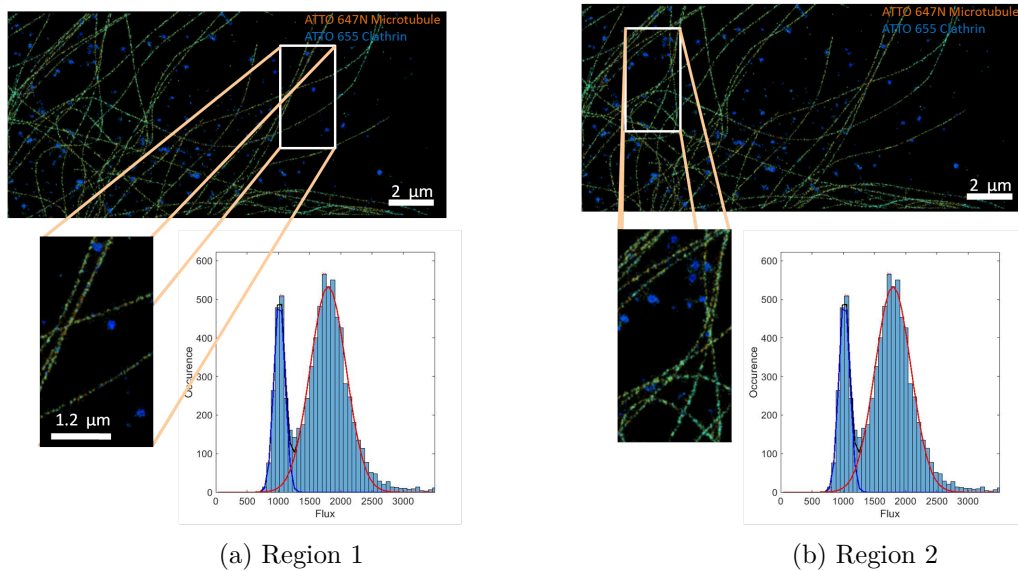 ATTO 647N Microtubule
ATTO 655 Clathrin
2 μm
1.2 μm
600
500
400
300
200
100
0
Occurence
0 500 1000 1500 2000 2500 3000
Flux
(a) Region 1
ATTO 647N Microtubule
ATTO 655 Clathrin
2 μm
600
500
400
300
200
100
0
Occurence
0 500 1000 1500 2000 2500 3000
Flux
(b) Region 2